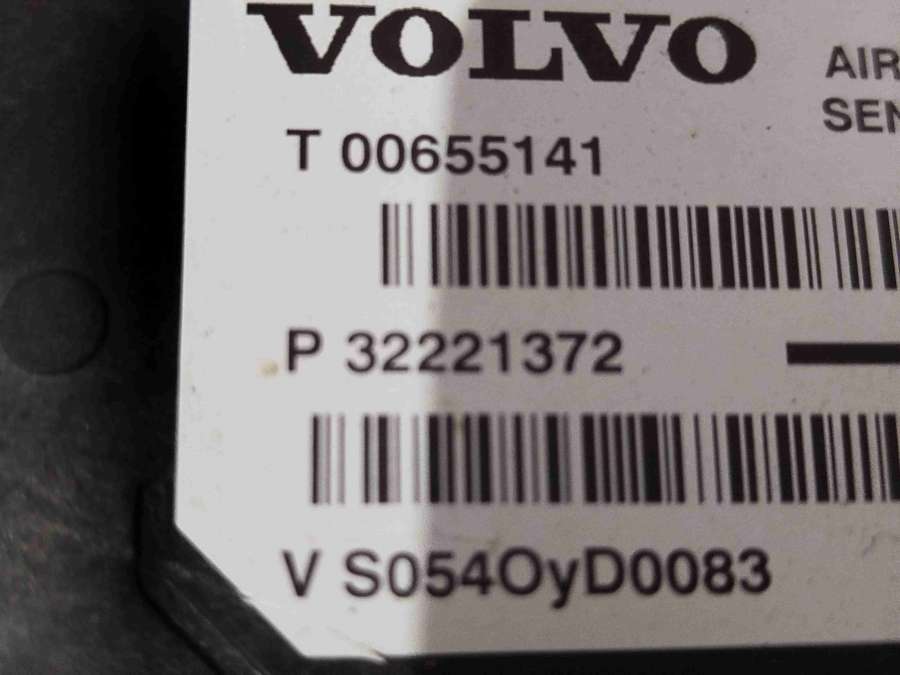 VOLVO
AIR
SEN
T 00655141
P 32221372
V S054OyD0083